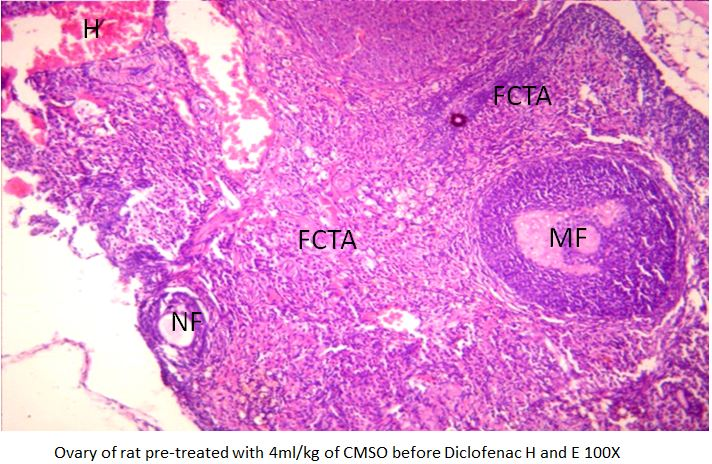 H
FCTA
FCTA
MF
NF
Ovary of rat pre-treated with 4ml/kg of CMSO before Diclofenac H and E 100X